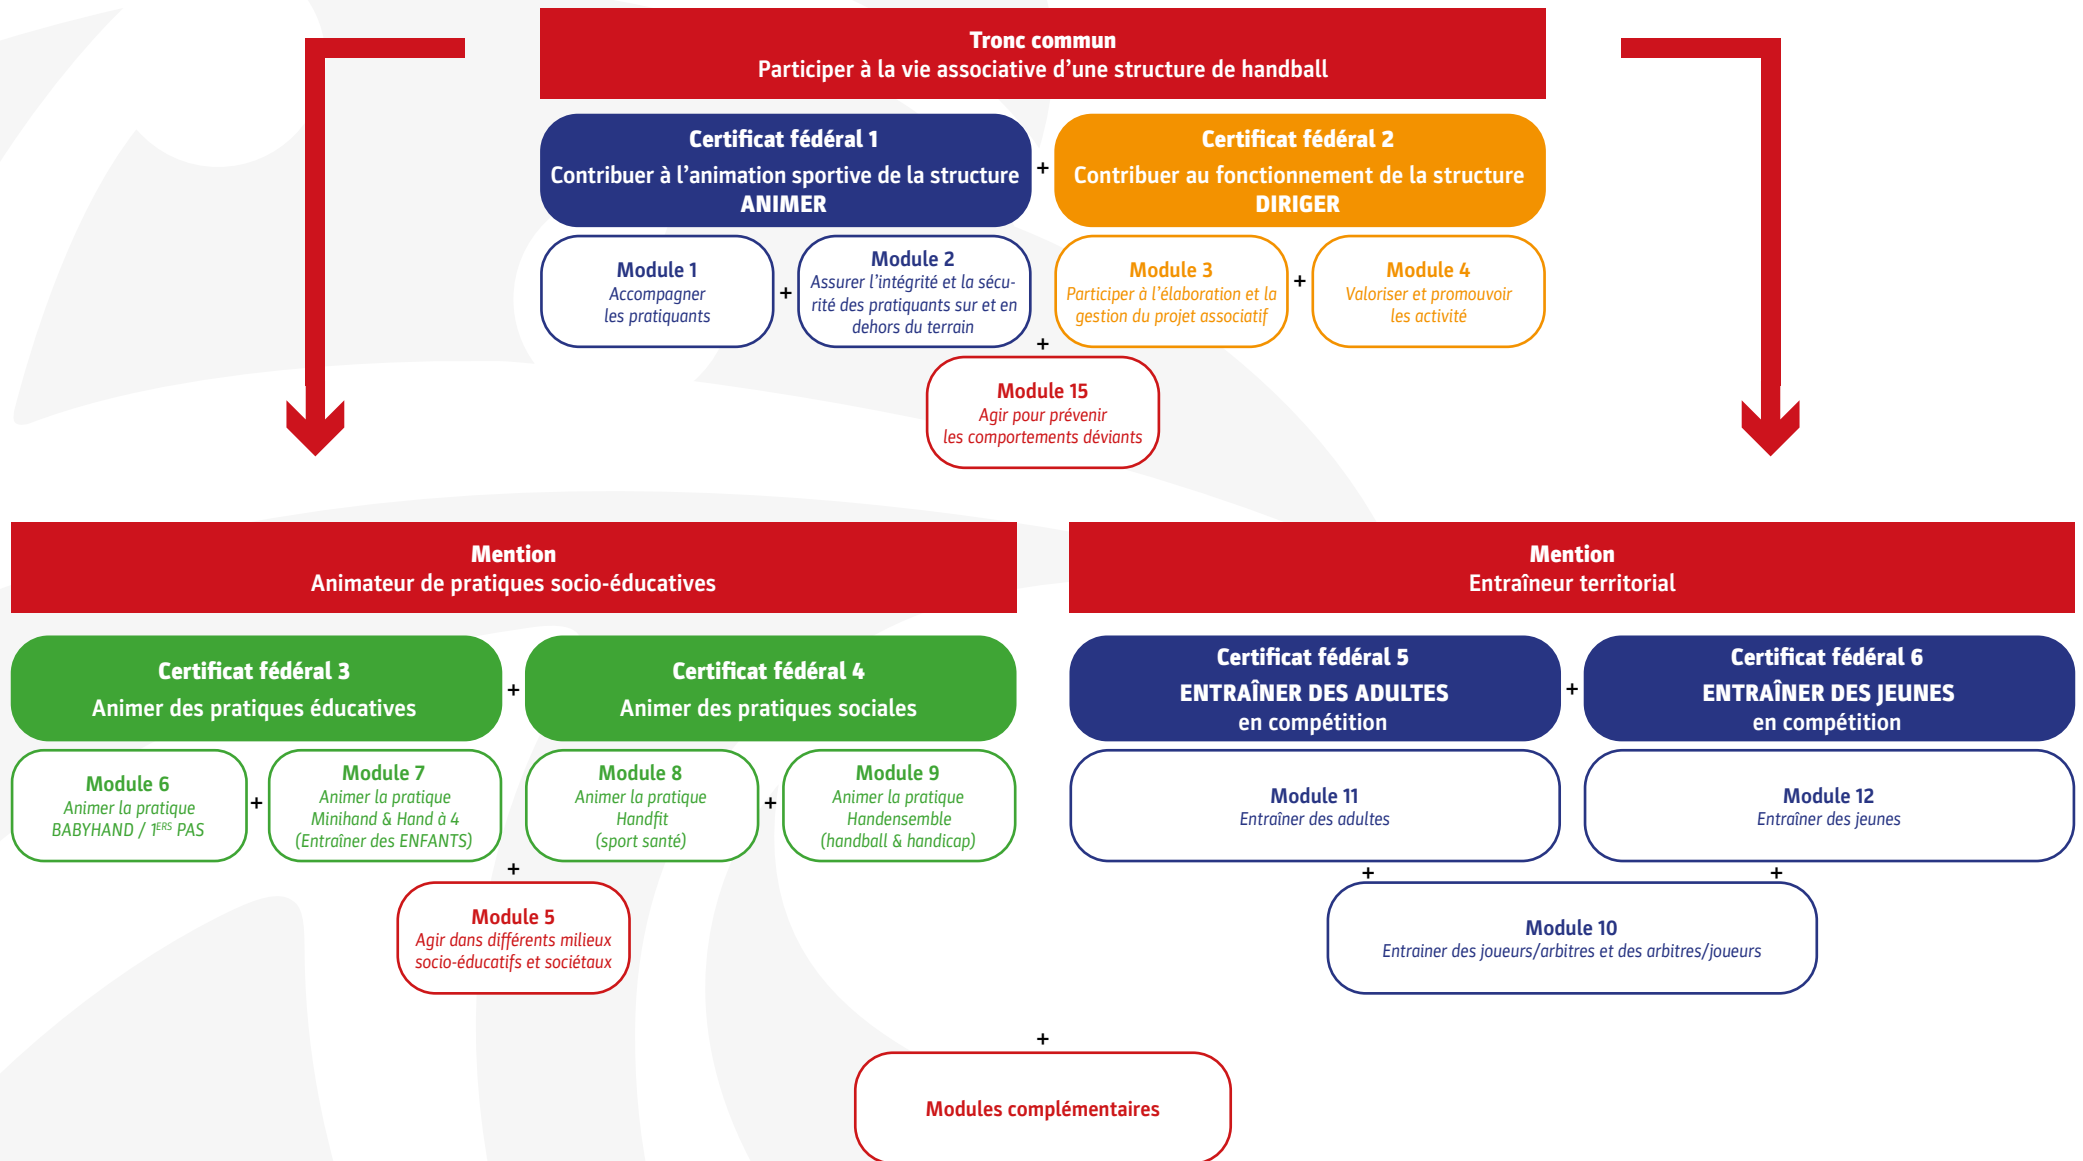 Tronc commun
Participer à la vie associative d'une structure de handball
Certificat fédéral 1
Contribuer à l'animation sportive de la structure
ANIMER
+
Certificat fédéral 2
Contribuer au fonctionnement de la structure
DIRIGER
Module 1
Accompagner
les pratiquants
+
Module 2
Assurer l'intégrité et la sécu-
rité des pratiquants sur et en
dehors du terrain
Module 3
Participer à l'élaboration et la
gestion du projet associatif
+
Module 4
Valoriser et promouvoir
les activité
+
Module 15
Agir pour prévenir
les comportements déviants
Mention
Animateur de pratiques socio-éducatives
Certificat fédéral 3
Animer des pratiques éducatives
+
Certificat fédéral 4
Animer des pratiques sociales
Module 6
Animer la pratique
BABYHAND / 1ERS PAS
+
Module 7
Animer la pratique
Minihand & Hand à 4
(Entraîner des ENFANTS)
Module 8
Animer la pratique
Handfit
(sport santé)
+
Module 9
Animer la pratique
Handensemble
(handball & handicap)
+
Module 5
Agir dans différents milieux
socio-éducatifs et sociétaux
Mention
Entraîneur territorial
Certificat fédéral 5
ENTRAÎNER DES ADULTES
en compétition
+
Certificat fédéral 6
ENTRAÎNER DES JEUNES
en compétition
Module 11
Entraîner des adultes
Module 12
Entraîner des jeunes
+
+
Module 10
Entrainer des joueurs/arbitres et des arbitres/joueurs
+
Modules complémentaires